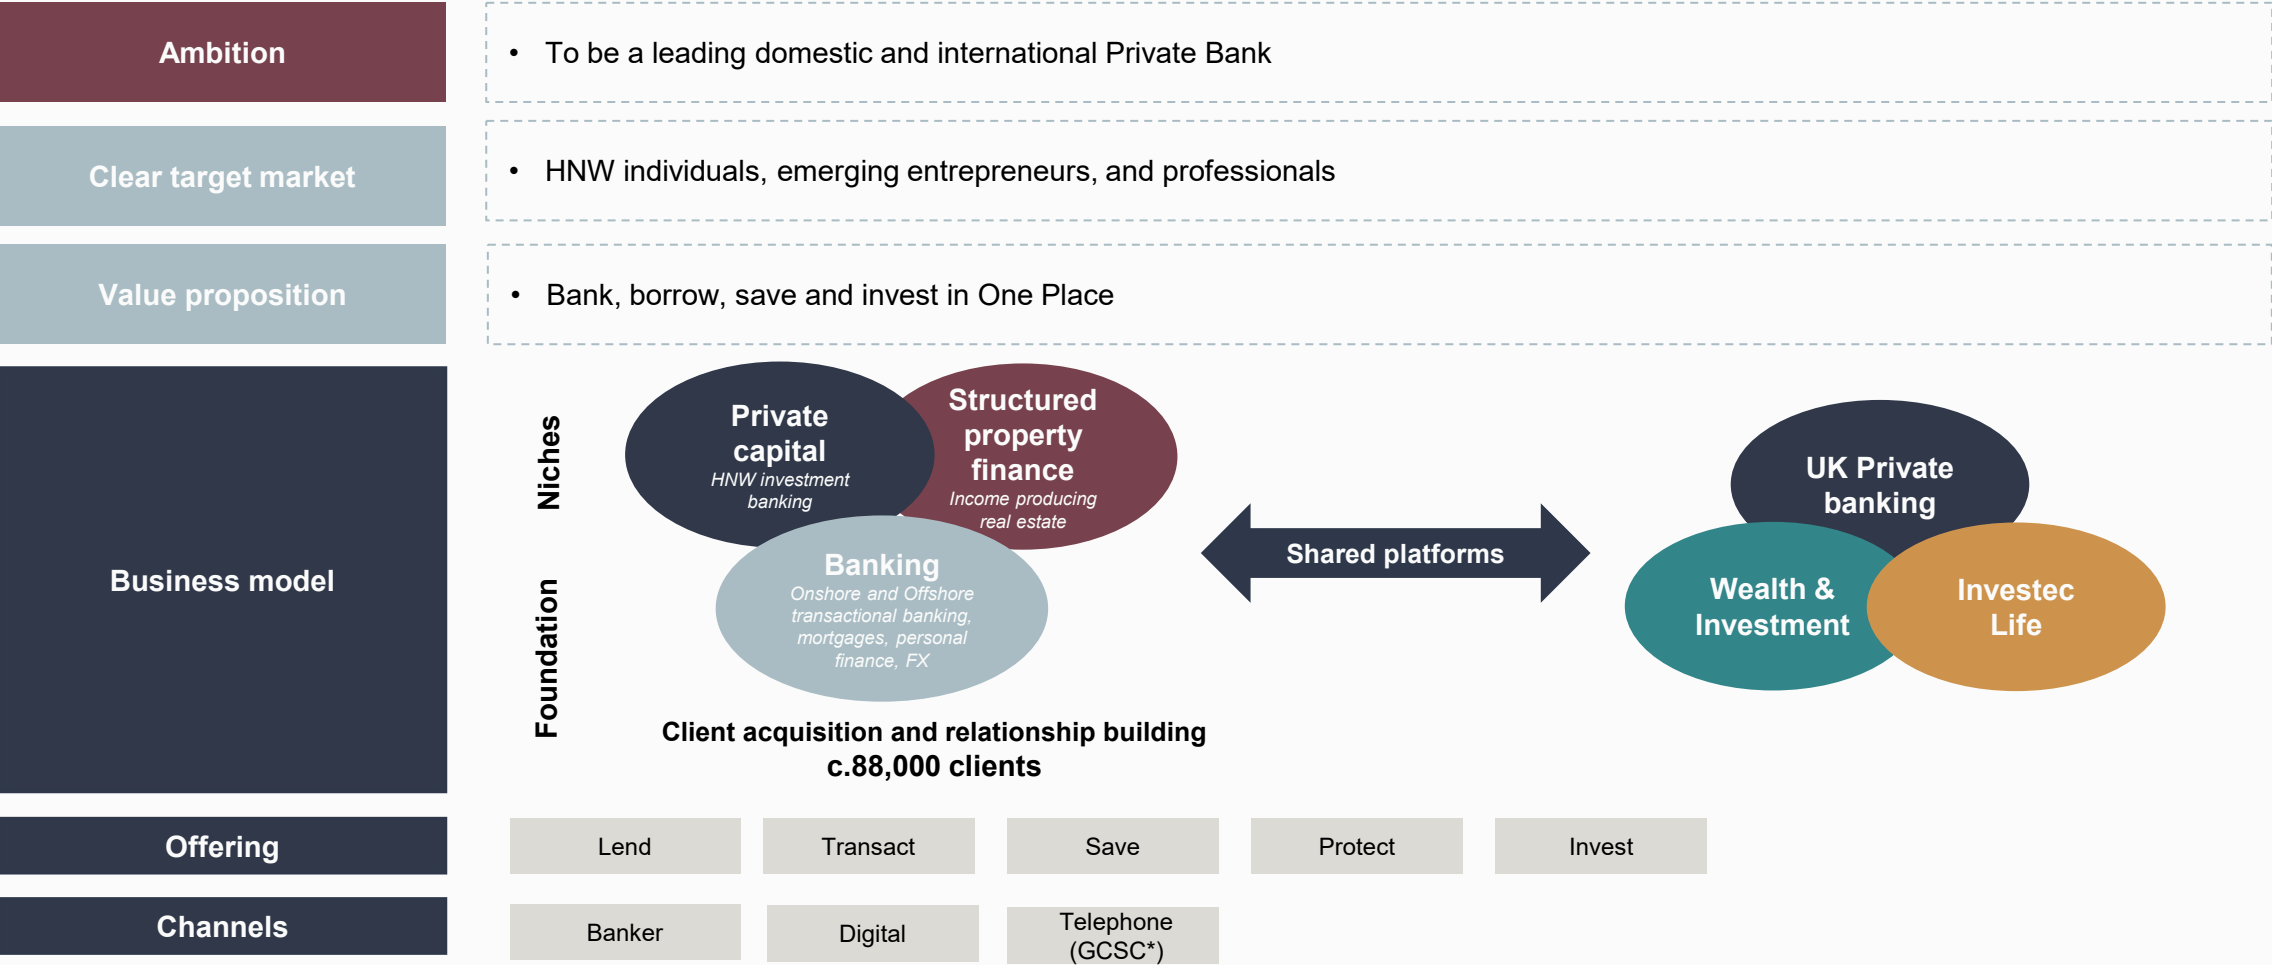 Ambition
• To be a leading domestic and international Private Bank
Clear target market
• HNW individuals, emerging entrepreneurs, and professionals
Value proposition
• Bank, borrow, save and invest in One Place
Business model
Niches
Foundation
Private
capital
HNW investment
banking
Structured
property
finance
Income producing
real estate
Banking
Onshore and Offshore
transactional banking,
mortgages, personal
finance, FX
Client acquisition and relationship building
c.88,000 clients
Shared platforms
UK Private
banking
Wealth &
Investment
Investec
Life
Offering
Lend
Transact
Save
Protect
Invest
Channels
Banker
Digital
Telephone
(GCSC*)